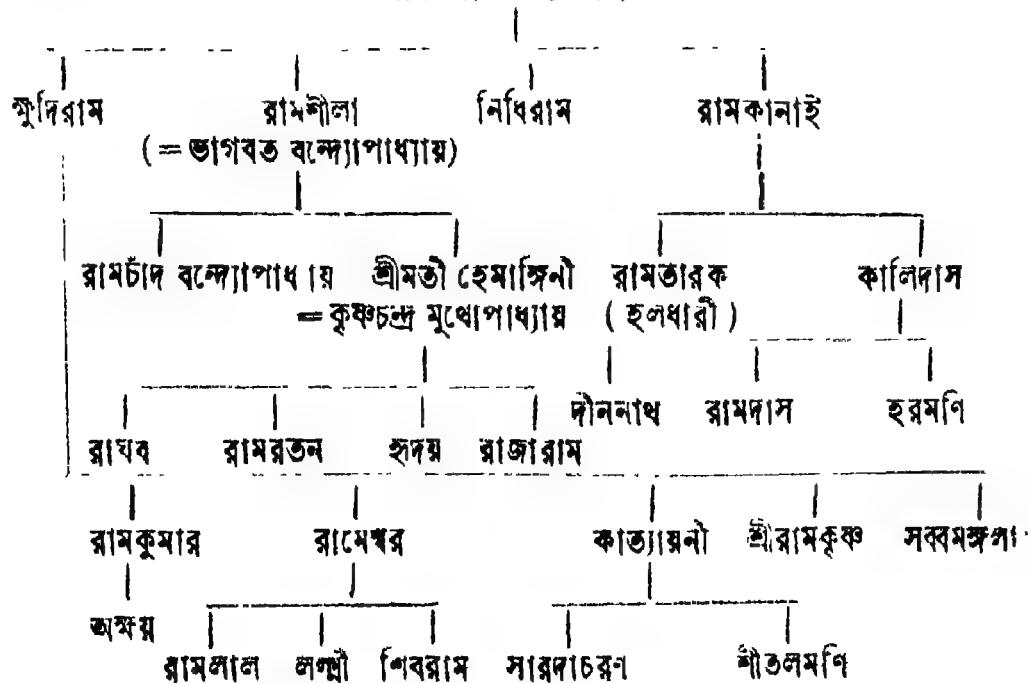 ক্ষুদিরাম রামশীলা নিধিরাম রামকানাই
(= ভাগবত বন্দ্যোপাধ্যায়)
রামচাঁদ বন্দ্যোপাধ্যায় শ্রীমতী হেমাঙ্গিনী রামতারক কালিদাস
= কৃষ্ণচন্দ্র মুখোপাধ্যায় (হলধারী)
দীননাথ রামদাস হরমণি
রাঘব রামরতন হৃদয় রাজারাম
রামকুমার রামেশ্বর কাত্যায়নী শ্রীরামকৃষ্ণ সর্ব্বমঙ্গলা
অক্ষয়
রামলাল লক্ষ্মী শিবরাম সারদাচরণ শীতলমণি